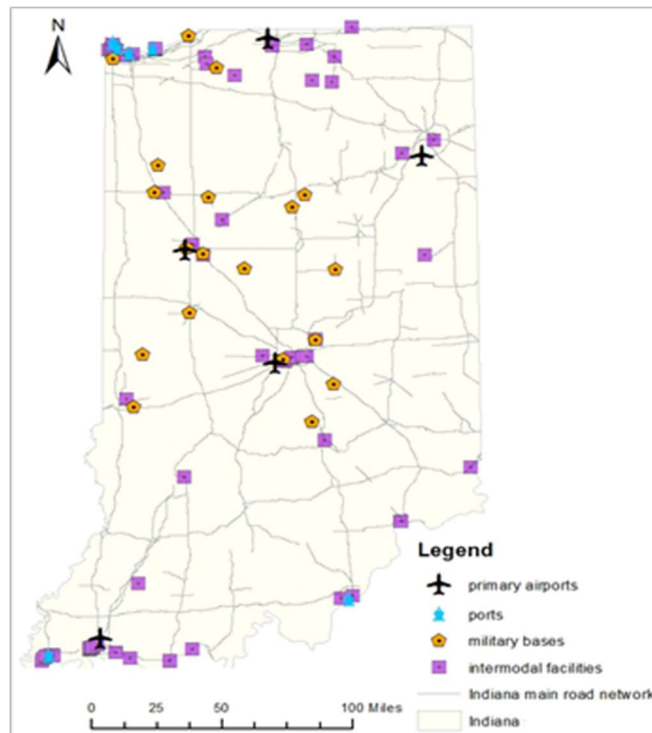 N
Legend
primary airports
ports
military bases
intermodal facilities
Indiana main road network
Indiana
0 25 50 100 Miles